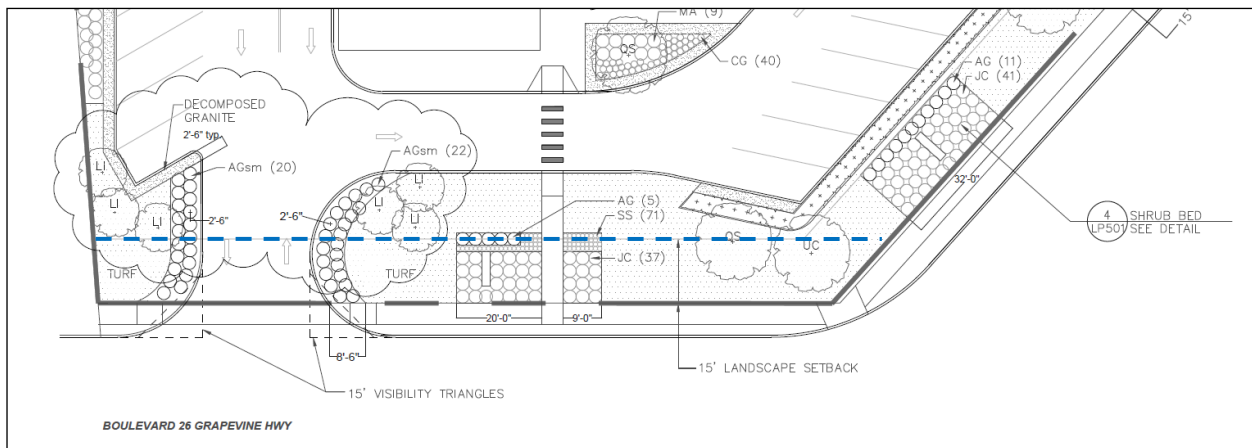 MA (9)
QS
CG (40)
15'
AG (11)
JC (41)
DECOMPOSED
GRANITE
2'-6" typ.
AGsm (20)
AGsm (22)
LI
LI
LI
LI
LI
LI
2'-6"
2'-6"
AG (5)
SS (71)
32'-0"
4
LP501
SHRUB BED
SEE DETAIL
QS
UC
JC (37)
TURF
TURF
20'-0"
9'-0"
8'-6"
15' LANDSCAPE SETBACK
15' VISIBILITY TRIANGLES
BOULEVARD 26 GRAPEVINE HWY